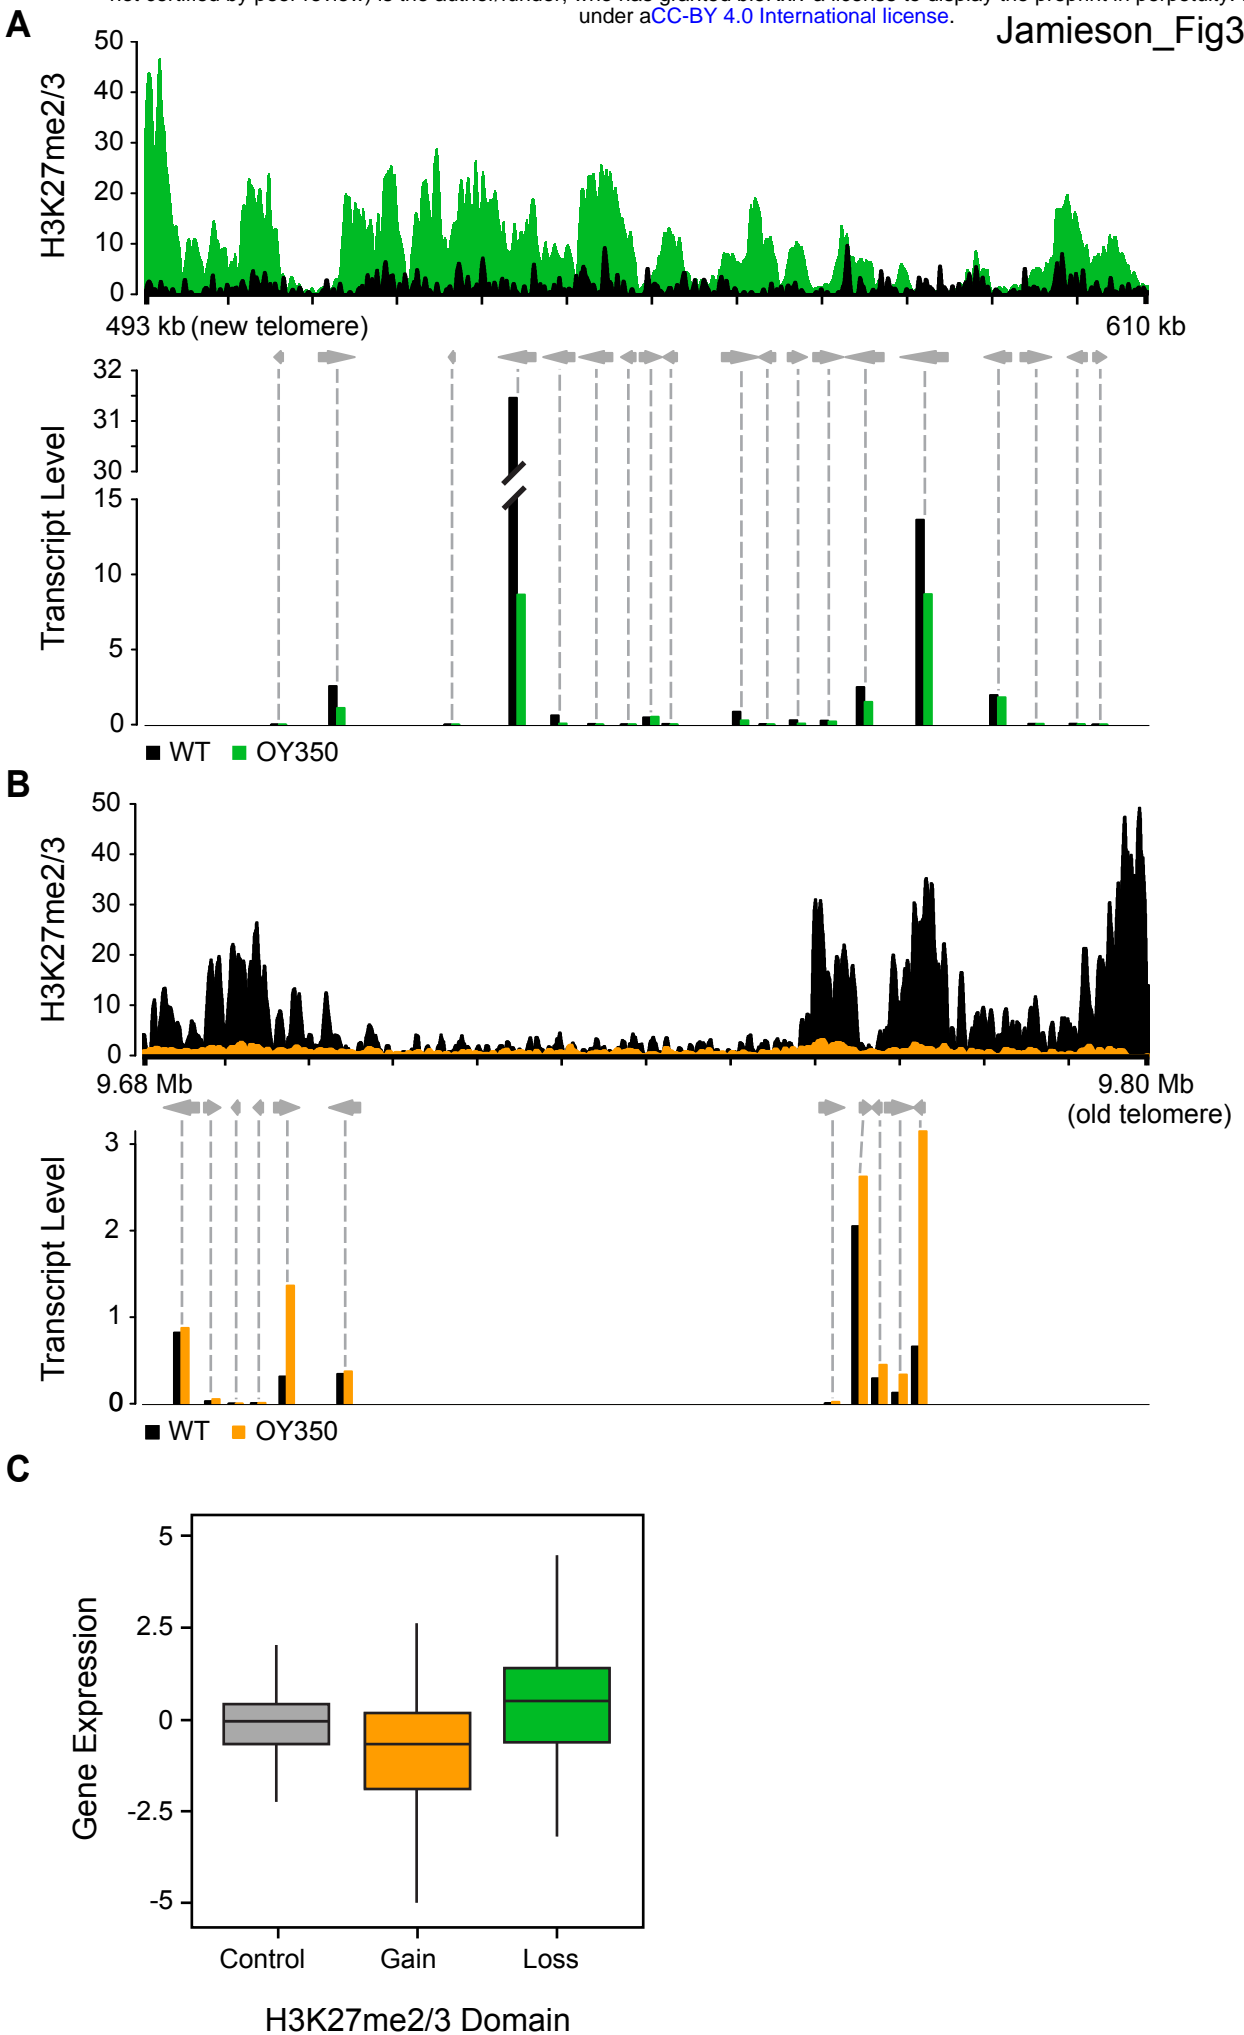 under aCC-BY 4.0 International license.
Jamieson_Fig3
A
H3K27me2/3
50
40
30
20
10
0
493 kb (new telomere)
610 kb
Transcript Level
32
31
30
15
10
5
0
WT OY350
B
H3K27me2/3
50
40
30
20
10
0
9.68 Mb
9.80 Mb
(old telomere)
Transcript Level
3
2
1
0
WT OY350
C
Gene Expression
5
2.5
0
-2.5
-5
Control Gain Loss
H3K27me2/3 Domain